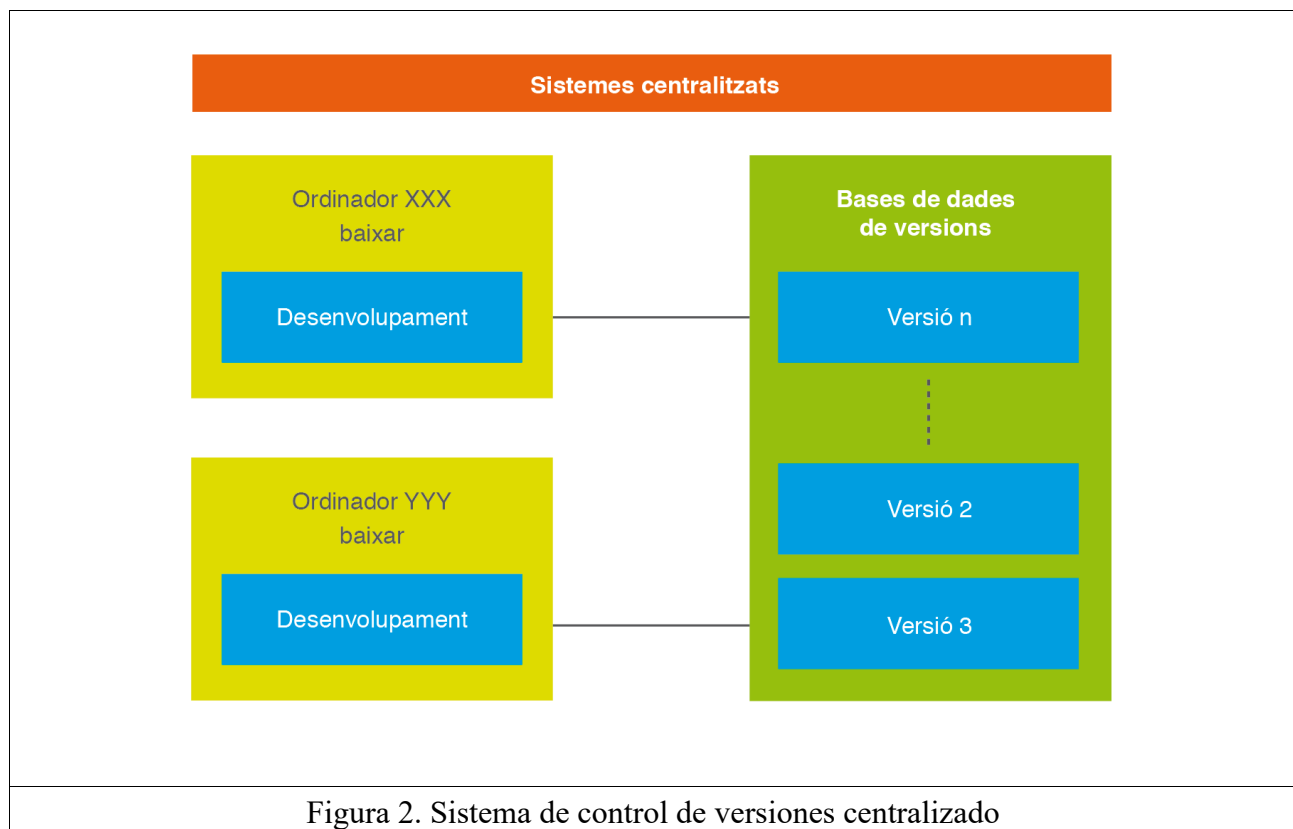 Sistemes centralitzats
Ordinador XXX
baixar
Desenvolupament
Bases de dades
de versions
Versió n
Ordinador YYY
baixar
Desenvolupament
Versió 2
Versió 3
Figura 2. Sistema de control de versiones centralizado